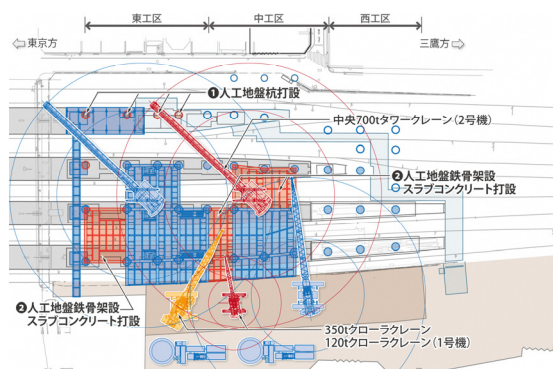 東工区
中工区
西工区
東京方
三鷹方
❶人工地盤杭打設
中央700tタワークレーン（2号機）
❷人工地盤鉄骨架設
スラブコンクリート打設
❷人工地盤鉄骨架設
スラブコンクリート打設
350tクローラクレーン
120tクローラクレーン（1号機）